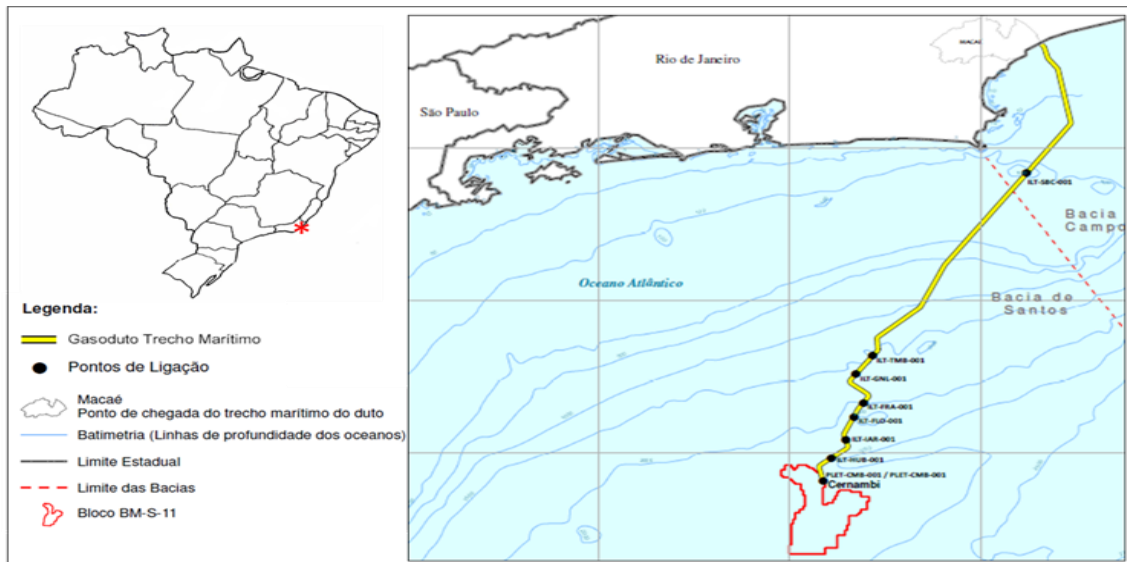 Legenda:
Gasoduto Trecho Marítimo
Pontos de Ligação
Macaé
Ponto de chegada do trecho marítimo do duto
Batimetria (Linhas de profundidade dos oceanos)
Limite Estadual
Limite das Bacias
Bloco BM-S-11
MACAÉ
Rio de Janeiro
São Paulo
ILT-SBC-001
Bacia
Campo
Oceano Atlântico
Bacia de
Santos
ILT-TMB-001
ILT-GNL-001
ILT-FRA-001
ILT-FLO-001
ILT-IAR-001
ILT-HUB-001
PLET-CMB-001 / PLET-CMB-001
Cernambi